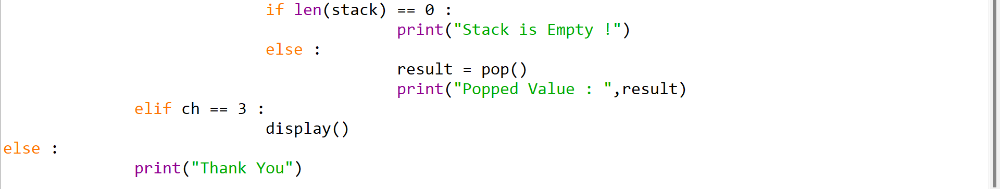 if len(stack) == 0 :
print("Stack is Empty !")
else :
result = pop()
print("Popped Value : ",result)
elif ch == 3 :
display()
else :
print("Thank You")